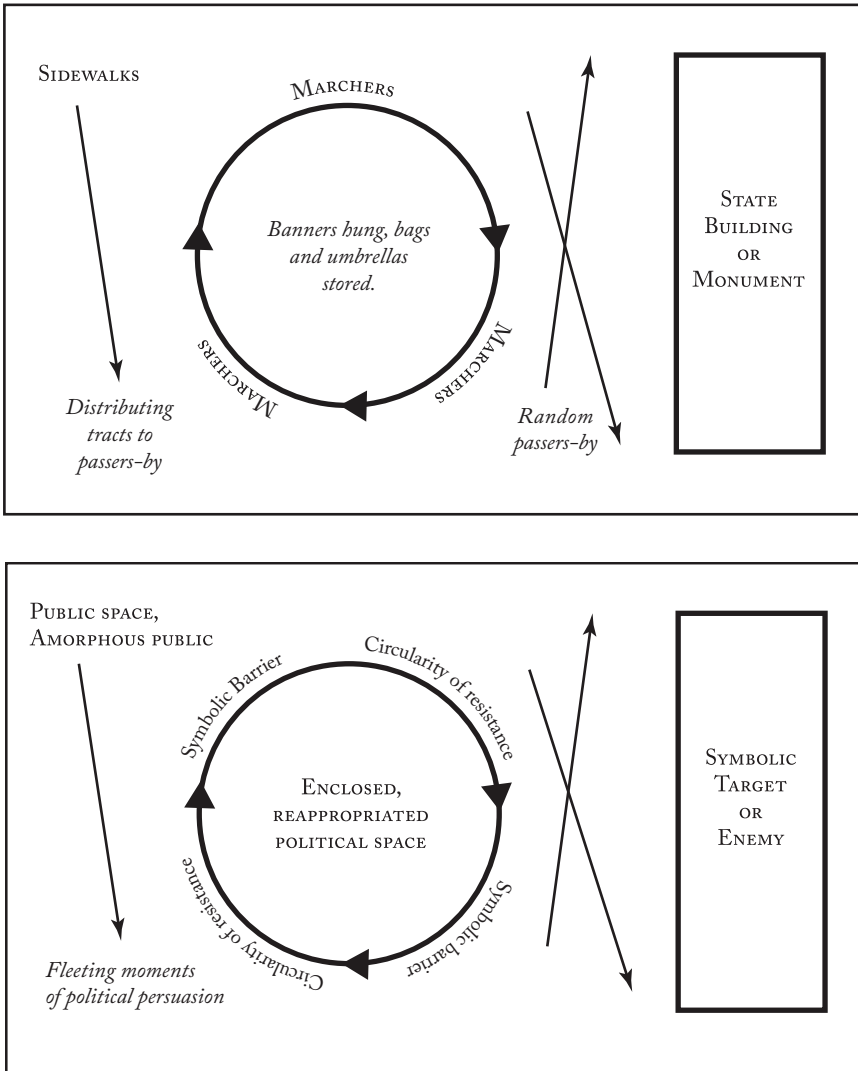 Sidewalks
Marchers
Banners hung, bags
and umbrellas
stored.
Marchers
Marchers
Distributing
tracts to
passers-by
Random
passers-by
State
Building
or
Monument
Public space,
Amorphous public
Symbolic Barrier
Circularity of resistance
Enclosed,
reappropriated
political space
Symbolic barrier
Circularity of resistance
Fleeting moments
of political persuasion
Symbolic
Target
or
Enemy